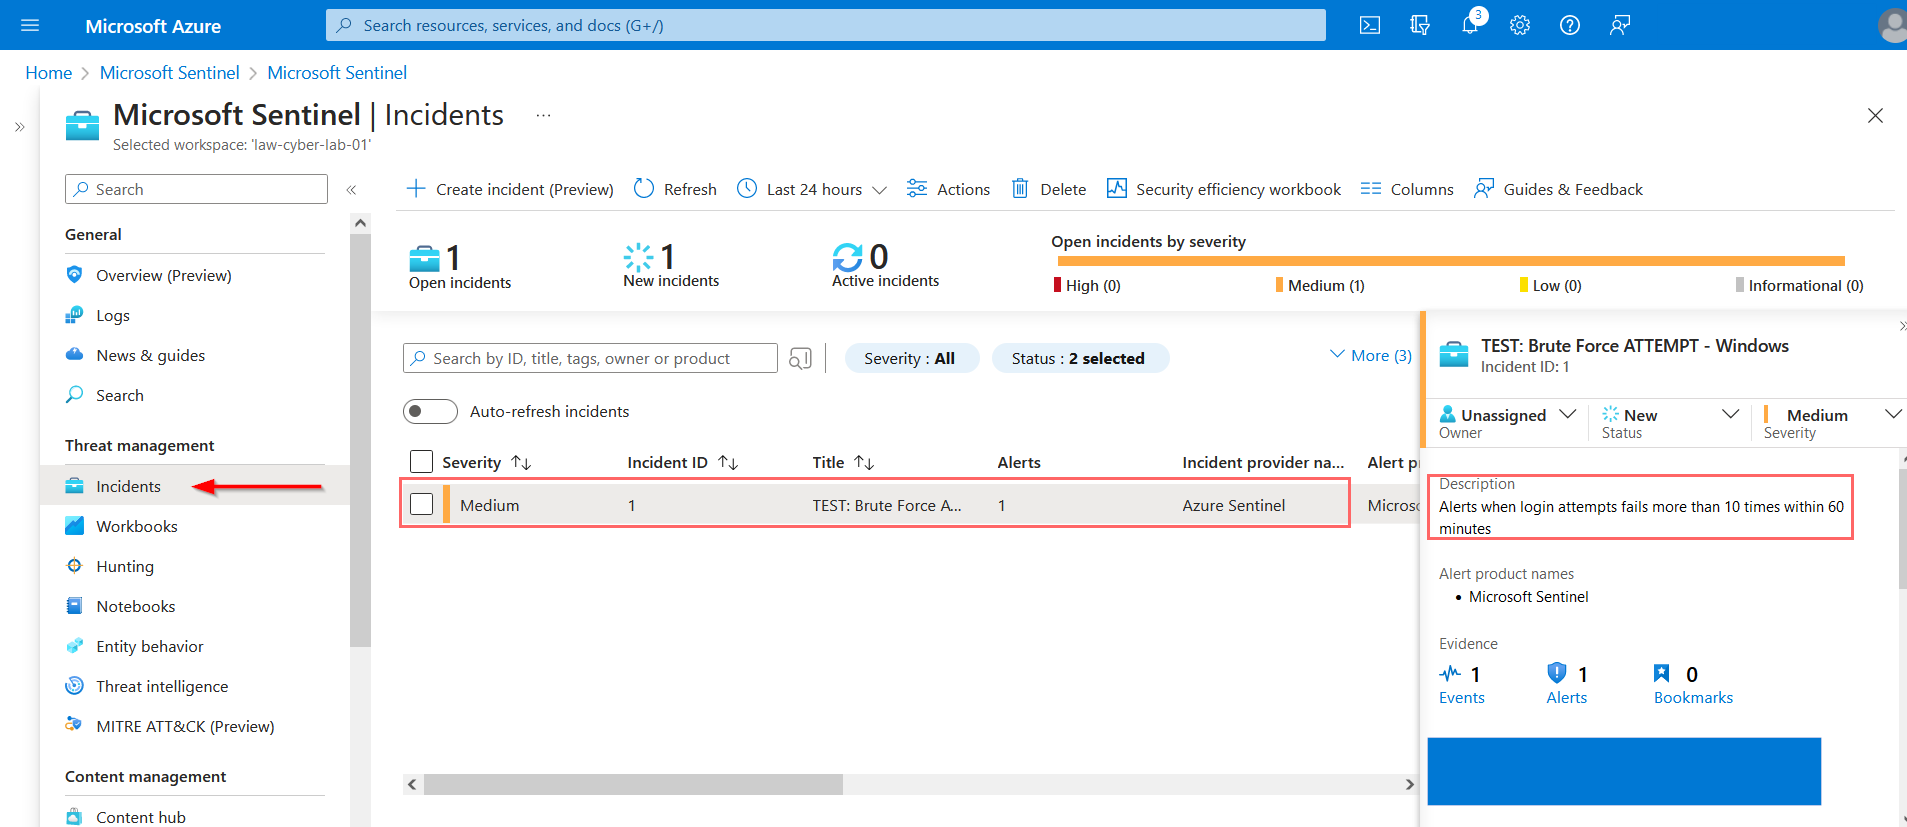 Microsoft Azure
Search resources, services, and docs (G+/)
3
Home
Microsoft Sentinel
Microsoft Sentinel
Microsoft Sentinel | Incidents
...
Selected workspace: 'law-cyber-lab-01'
Search
General
Overview (Preview)
Logs
News & guides
Search
Threat management
Incidents
Workbooks
Hunting
Notebooks
Entity behavior
Threat intelligence
MITRE ATT&CK (Preview)
Content management
Content hub
Create incident (Preview)
Refresh
Last 24 hours
Actions
Delete
Security efficiency workbook
Columns
Guides & Feedback
1
Open incidents
1
New incidents
0
Active incidents
Open incidents by severity
High (0)
Medium (1)
Low (0)
Informational (0)
Search by ID, title, tags, owner or product
Severity : All
Status : 2 selected
More (3)
Auto-refresh incidents
Severity
Incident ID
Title
Alerts
Incident provider na...
Alert p
Medium
1
TEST: Brute Force A...
1
Azure Sentinel
Micros
TEST: Brute Force ATTEMPT - Windows
Incident ID: 1
Unassigned
Owner
New
Status
Medium
Severity
Description
Alerts when login attempts fails more than 10 times within 60
minutes
Alert product names
• Microsoft Sentinel
Evidence
1
Events
1
Alerts
0
Bookmarks